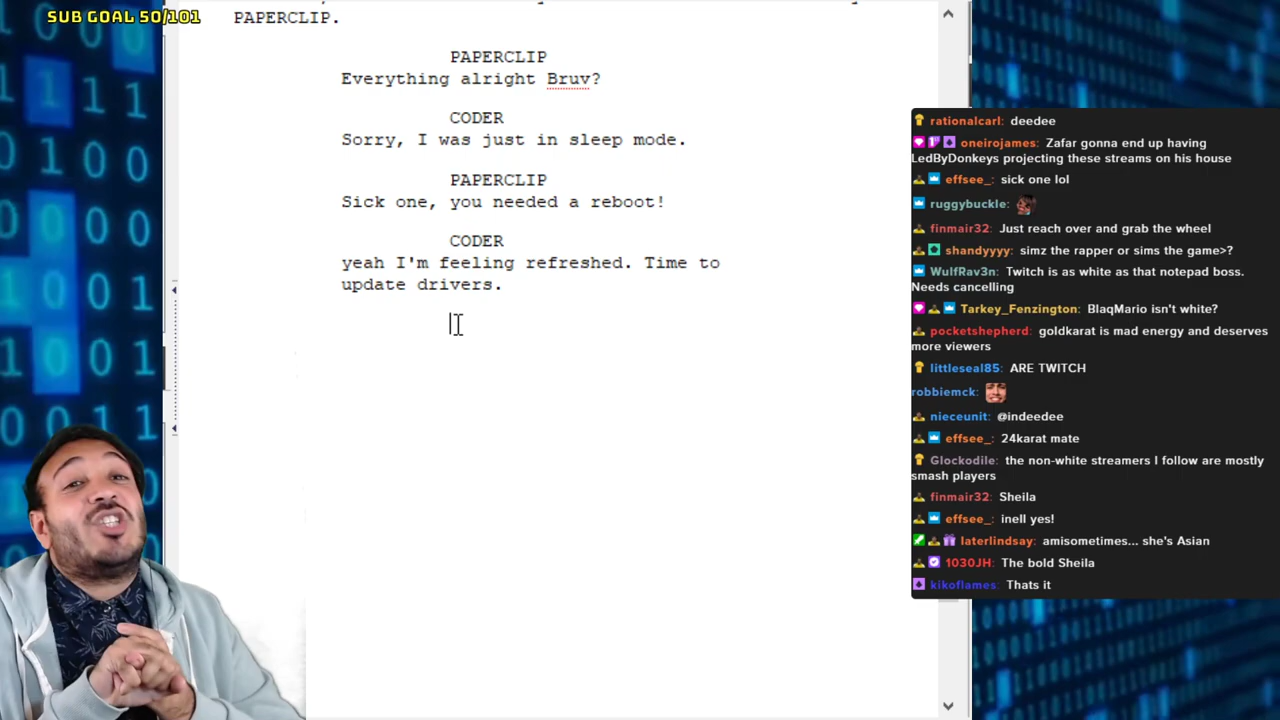 SUB GOAL 50/101
PAPERCLIP.
PAPERCLIP
Everything alright Bruv?
CODER
Sorry, I was just in sleep mode.
PAPERCLIP
Sick one, you needed a reboot!
CODER
yeah I'm feeling refreshed. Time to
update drivers.
rationalcarl: deedee
oneirojames: Zafar gonna end up having
LedByDonkeys projecting these streams on his house
effsee_: sick one lol
ruggybuckle:
finmair32: Just reach over and grab the wheel
shandyyyy: simz the rapper or sims the game>?
WulfRav3n: Twitch is as white as that notepad boss.
Needs cancelling
Tarkey_Fenzington: BlaqMario isn't white?
pocketshepherd: goldkarat is mad energy and deserves
more viewers
littleseal85: ARE TWITCH
robbiemck:
nieceunit: @indeedee
effsee_: 24karat mate
Glockodile: the non-white streamers I follow are mostly
smash players
finmair32: Sheila
effsee_: inell yes!
laterlindsay: amisometimes... she's Asian
1030JH: The bold Sheila
kikoflames: Thats it